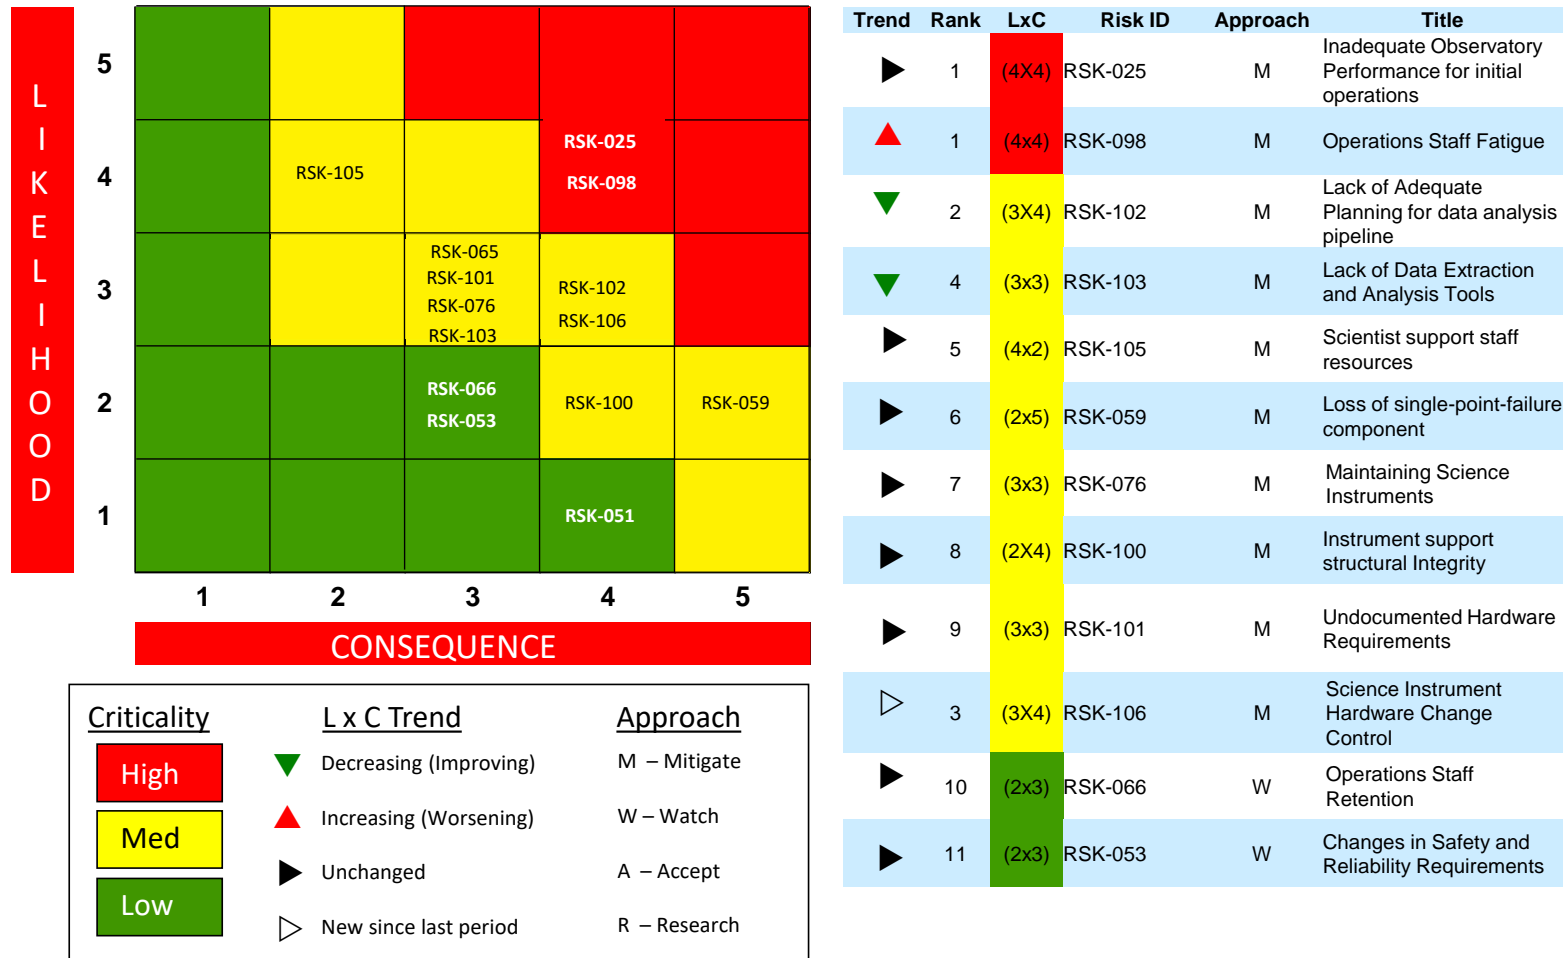 LIKELIHOOD
5
4
3
2
1
RSK-025
RSK-105
RSK-098
RSK-065
RSK-101
RSK-102
RSK-076
RSK-106
RSK-103
RSK-066
RSK-100
RSK-059
RSK-053
RSK-051
1 2 3 4 5
CONSEQUENCE
Criticality
High
Med
Low
L x C Trend
Decreasing (Improving)
Increasing (Worsening)
Unchanged
New since last period
Approach
M – Mitigate
W – Watch
A – Accept
R – Research
Trend Rank LxC Risk ID Approach Title
1 (4X4) RSK-025 M Inadequate Observatory
Performance for initial
operations
1 (4x4) RSK-098 M Operations Staff Fatigue
2 (3X4) RSK-102 M Lack of Adequate
Planning for data analysis
pipeline
4 (3x3) RSK-103 M Lack of Data Extraction
and Analysis Tools
5 (4x2) RSK-105 M Scientist support staff
resources
6 (2x5) RSK-059 M Loss of single-point-failure
component
7 (3x3) RSK-076 M Maintaining Science
Instruments
8 (2X4) RSK-100 M Instrument support
structural Integrity
9 (3x3) RSK-101 M Undocumented Hardware
Requirements
3 (3X4) RSK-106 M Science Instrument
Hardware Change
Control
10 (2x3) RSK-066 W Operations Staff
Retention
11 (2x3) RSK-053 W Changes in Safety and
Reliability Requirements